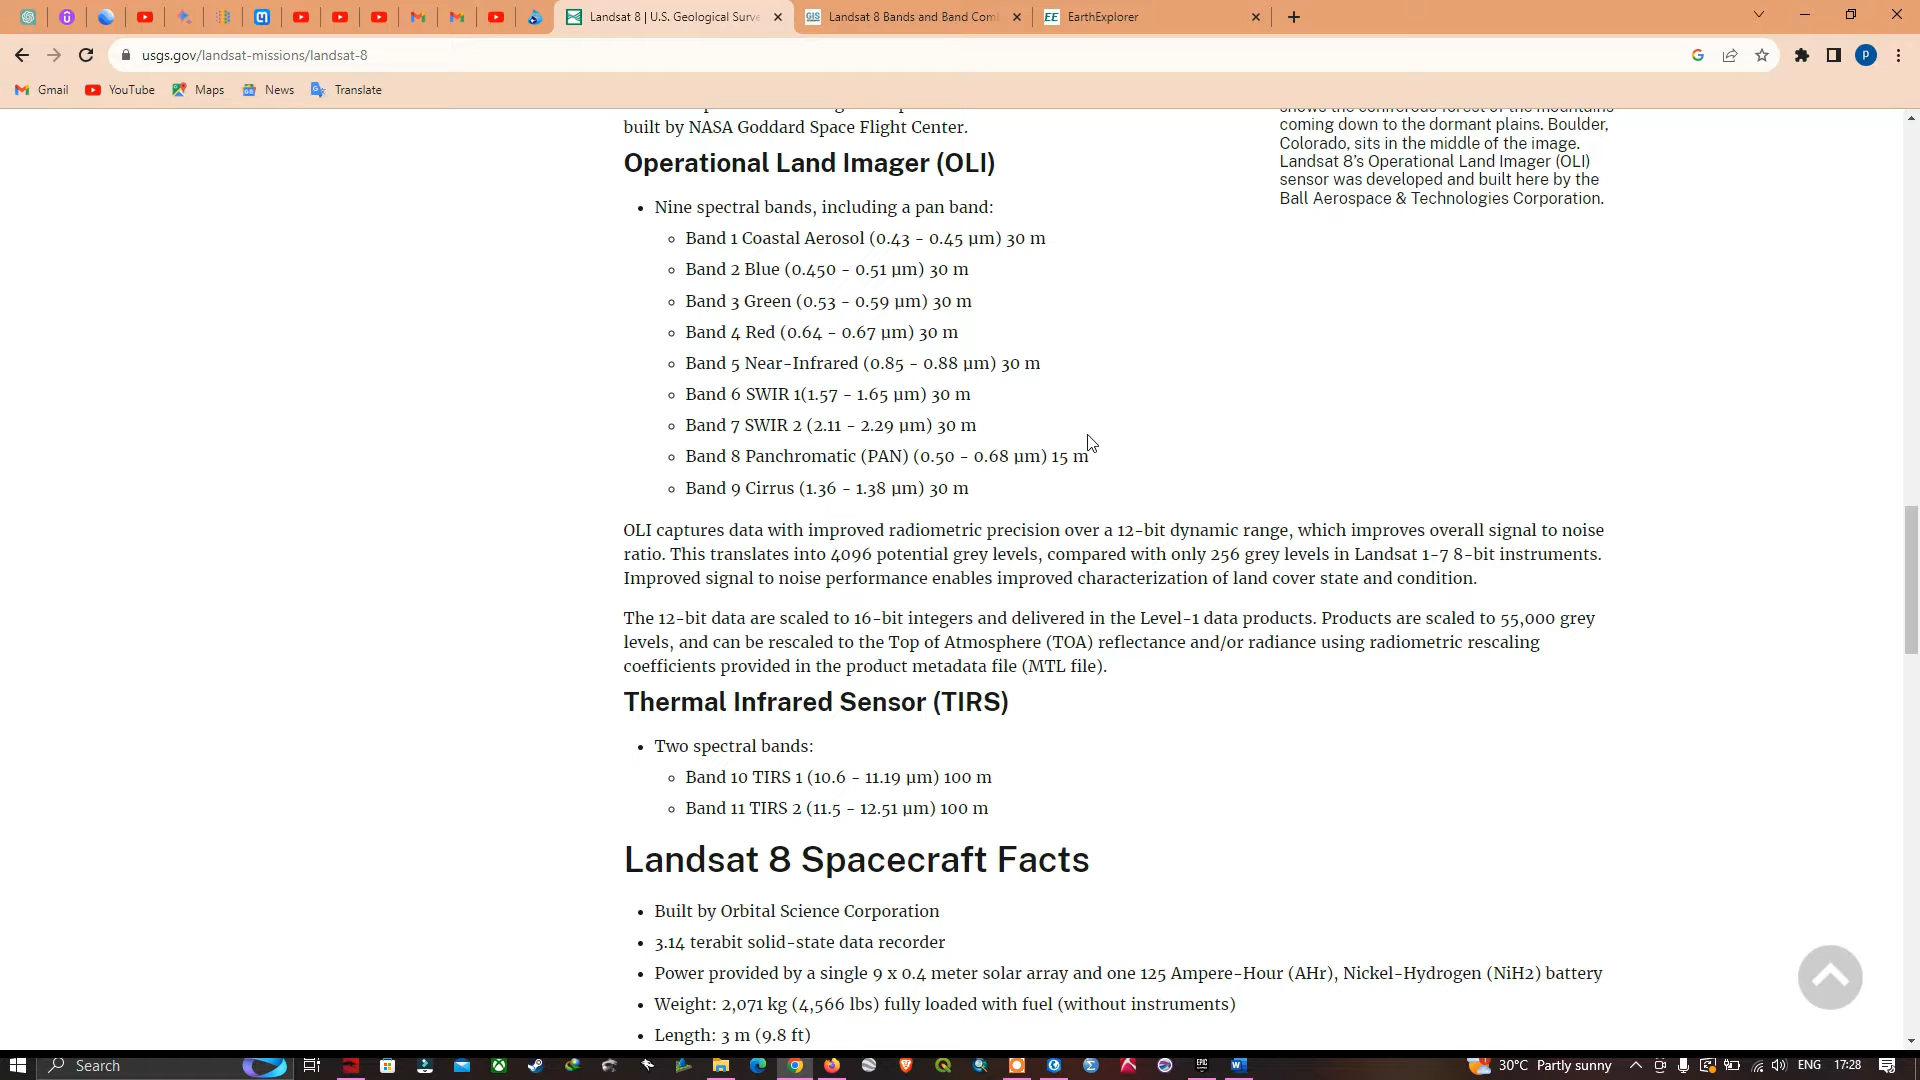 Landsat 8 | U.S. Geological Surve
Landsat 8 Bands and Band Com
EarthExplorer
usgs.gov/landsat-missions/landsat-8
Gmail
YouTube
Maps
News
Translate
built by NASA Goddard Space Flight Center.
Operational Land Imager (OLI)
Nine spectral bands, including a pan band:
Band 1 Coastal Aerosol (0.43 - 0.45 µm) 30 m
Band 2 Blue (0.450 - 0.51 µm) 30 m
Band 3 Green (0.53 - 0.59 µm) 30 m
Band 4 Red (0.64 - 0.67 µm) 30 m
Band 5 Near-Infrared (0.85 - 0.88 µm) 30 m
Band 6 SWIR 1(1.57 - 1.65 µm) 30 m
Band 7 SWIR 2 (2.11 - 2.29 µm) 30 m
Band 8 Panchromatic (PAN) (0.50 - 0.68 µm) 15 m
Band 9 Cirrus (1.36 - 1.38 µm) 30 m
OLI captures data with improved radiometric precision over a 12-bit dynamic range, which improves overall signal to noise
ratio. This translates into 4096 potential grey levels, compared with only 256 grey levels in Landsat 1-7 8-bit instruments.
Improved signal to noise performance enables improved characterization of land cover state and condition.
The 12-bit data are scaled to 16-bit integers and delivered in the Level-1 data products. Products are scaled to 55,000 grey
levels, and can be rescaled to the Top of Atmosphere (TOA) reflectance and/or radiance using radiometric rescaling
coefficients provided in the product metadata file (MTL file).
Thermal Infrared Sensor (TIRS)
Two spectral bands:
Band 10 TIRS 1 (10.6 - 11.19 µm) 100 m
Band 11 TIRS 2 (11.5 - 12.51 µm) 100 m
Landsat 8 Spacecraft Facts
Built by Orbital Science Corporation
3.14 terabit solid-state data recorder
Power provided by a single 9 x 0.4 meter solar array and one 125 Ampere-Hour (AHr), Nickel-Hydrogen (NiH2) battery
Weight: 2,071 kg (4,566 lbs) fully loaded with fuel (without instruments)
Length: 3 m (9.8 ft)
shows the coniferous forest of the mountains
coming down to the dormant plains. Boulder,
Colorado, sits in the middle of the image.
Landsat 8's Operational Land Imager (OLI)
sensor was developed and built here by the
Ball Aerospace & Technologies Corporation.
Search
30°C Partly sunny
ENG
17:28